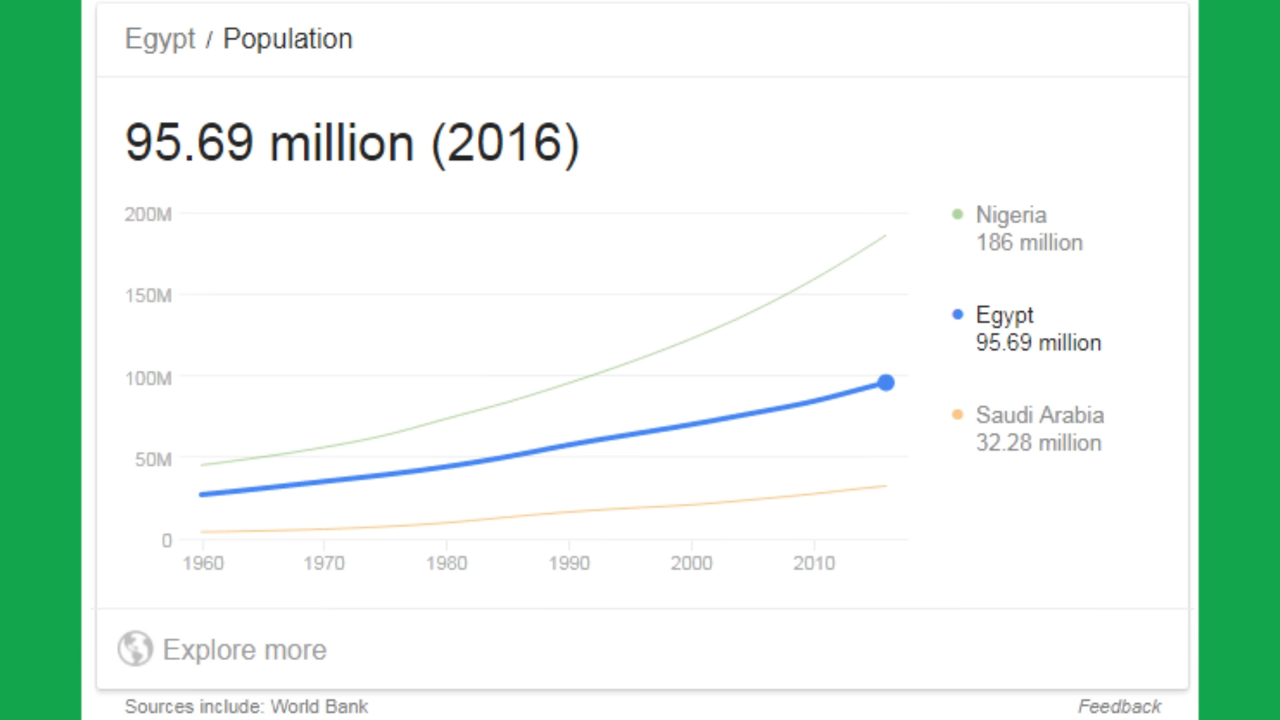 Egypt / Population
95.69 million (2016)
200M
150M
100M
50M
0
1960 1970 1980 1990 2000 2010
Nigeria
186 million
Egypt
95.69 million
Saudi Arabia
32.28 million
Explore more
Sources include: World Bank
Feedback